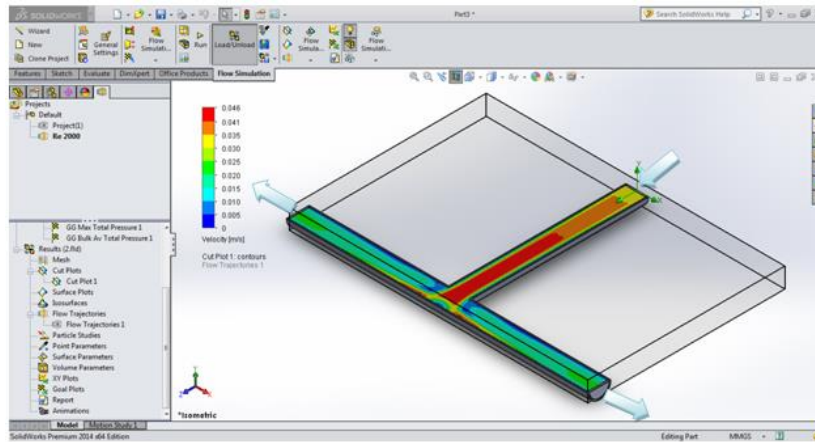 SOLIDWORKS
Part3 *
Search SolidWorks Help
Wizard
New
Clone Project
General Settings
Flow Simulati...
Run
Load/Unload
Flow Simula...
Flow Simulati...
Features Sketch Evaluate DimXpert Office Products Flow Simulation
Projects
Default
Project(1)
Re 2000
GG Max Total Pressure 1
GG Bulk Av Total Pressure 1
Results (2.fld)
Mesh
Cut Plots
Cut Plot 1
Surface Plots
Isosurfaces
Flow Trajectories
Flow Trajectories 1
Particle Studies
Point Parameters
Surface Parameters
Volume Parameters
XY Plots
Goal Plots
Report
Animations
0.046
0.041
0.035
0.030
0.025
0.020
0.015
0.010
0.005
0
Velocity [m/s]
Cut Plot 1: contours
Flow Trajectories 1
Y
Y
X
Z
*Isometric
Model Motion Study 1
SolidWorks Premium 2014 x64 Edition
Editing Part
MMGS